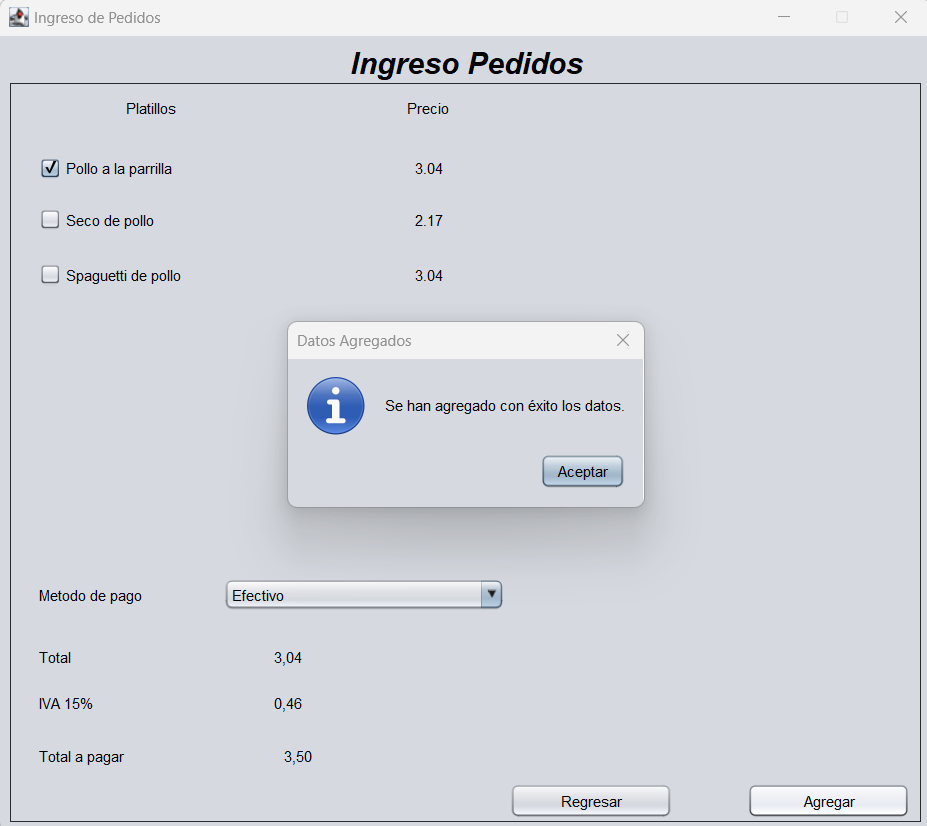 Ingreso de Pedidos
Ingreso Pedidos
Platillos Precio
Pollo a la parrilla 3.04
Seco de pollo 2.17
Spaguetti de pollo 3.04
Datos Agregados
Se han agregado con éxito los datos.
Aceptar
Metodo de pago Efectivo
Total 3,04
IVA 15% 0,46
Total a pagar 3,50
Regresar Agregar